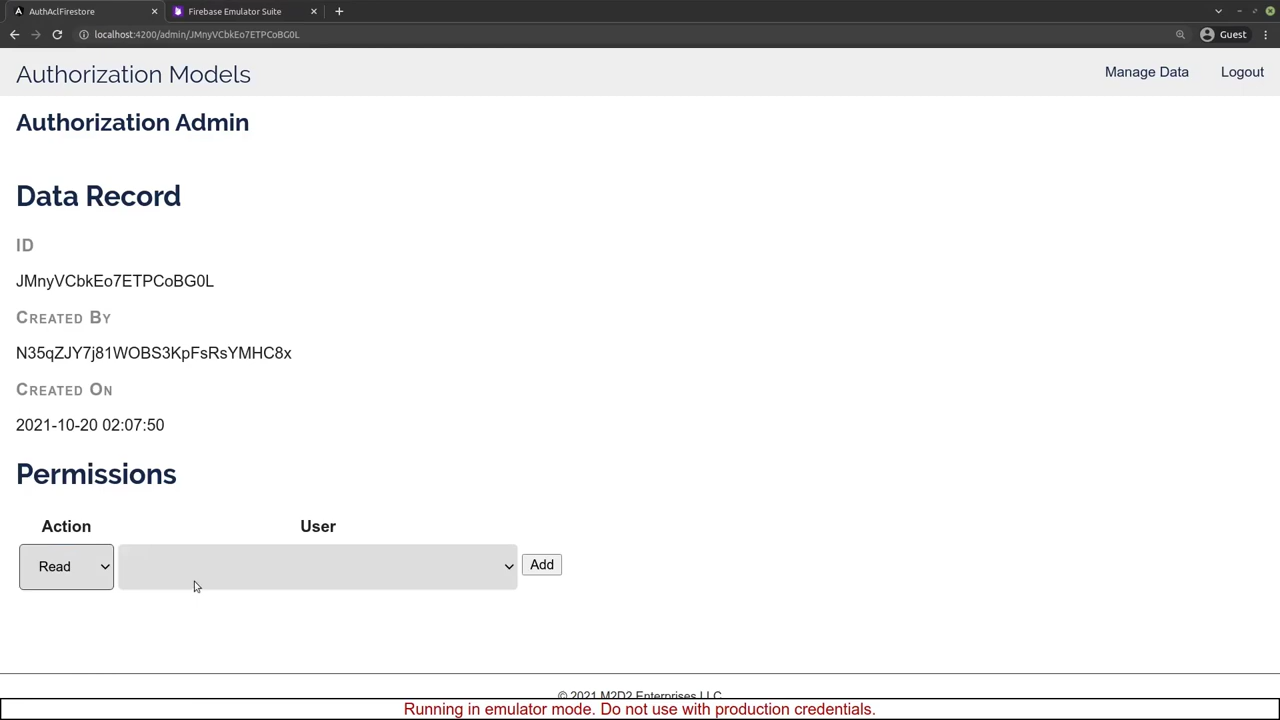 AuthAclFirestore
Firebase Emulator Suite
localhost:4200/admin/JMnyVCbkEo7ETPCoBG0L
Guest
Authorization Models
Manage Data
Logout
Authorization Admin
Data Record
ID
JMnyVCbkEo7ETPCoBG0L
Created By
N35qZJY7j81WOBS3KpFsRsYMHC8x
Created On
2021-10-20 02:07:50
Permissions
Action User
Read Add
© 2021 M2D2 Enterprises LLC
Running in emulator mode. Do not use with production credentials.